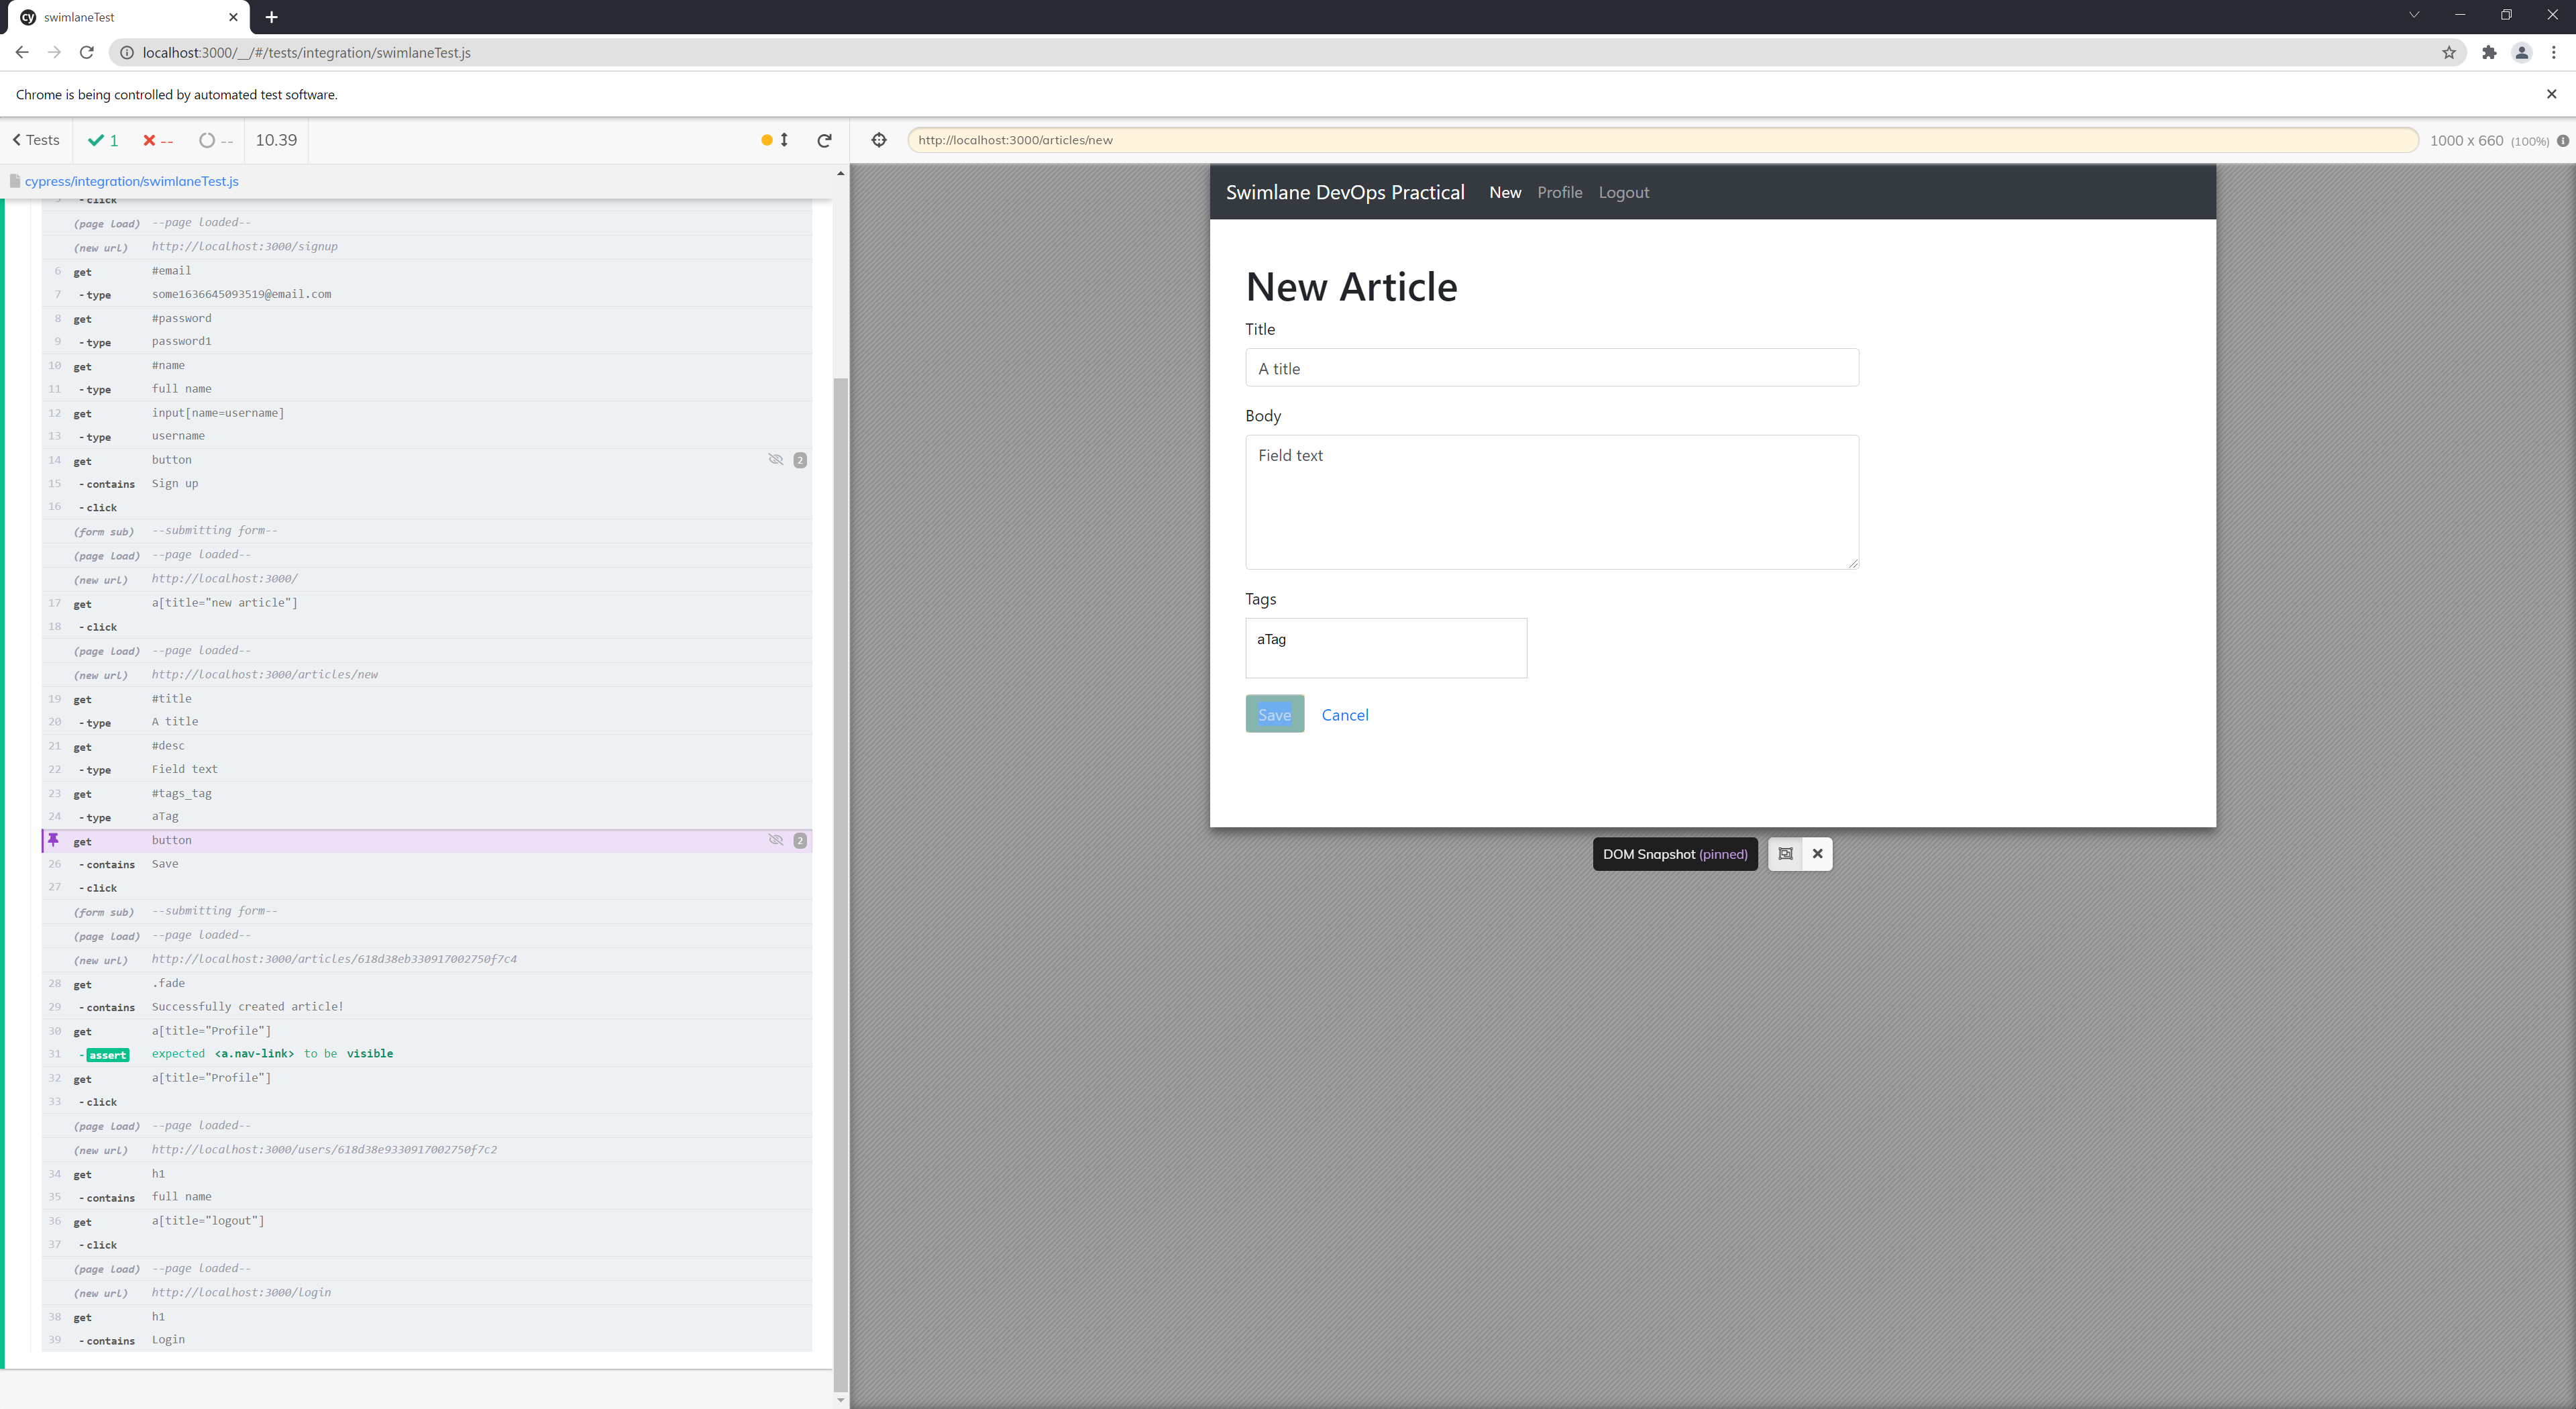 swimlaneTest
localhost:3000/__/#/tests/integration/swimlaneTest.js
Chrome is being controlled by automated test software.
Tests 1 -- -- 10.39
cypress/integration/swimlaneTest.js
5 -click
(page load) --page loaded--
(new url) http://localhost:3000/signup
6 get #email
7 -type some1636645093519@email.com
8 get #password
9 -type password1
10 get #name
11 -type full name
12 get input[name=username]
13 -type username
14 get button 2
15 -contains Sign up
16 -click
(form sub) --submitting form--
(page load) --page loaded--
(new url) http://localhost:3000/
17 get a[title="new article"]
18 -click
(page load) --page loaded--
(new url) http://localhost:3000/articles/new
19 get #title
20 -type A title
21 get #desc
22 -type Field text
23 get #tags_tag
24 -type aTag
get button 2
26 -contains Save
27 -click
(form sub) --submitting form--
(page load) --page loaded--
(new url) http://localhost:3000/articles/618d38eb330917002750f7c4
28 get .fade
29 -contains Successfully created article!
30 get a[title="Profile"]
31 -assert expected <a.nav-link> to be visible
32 get a[title="Profile"]
33 -click
(page load) --page loaded--
(new url) http://localhost:3000/users/618d38e9330917002750f7c2
34 get h1
35 -contains full name
36 get a[title="logout"]
37 -click
(page load) --page loaded--
(new url) http://localhost:3000/login
38 get h1
39 -contains Login
http://localhost:3000/articles/new
1000 x 660 (100%)
Swimlane DevOps Practical New Profile Logout
New Article
Title
A title
Body
Field text
Tags
aTag
Save Cancel
DOM Snapshot (pinned)